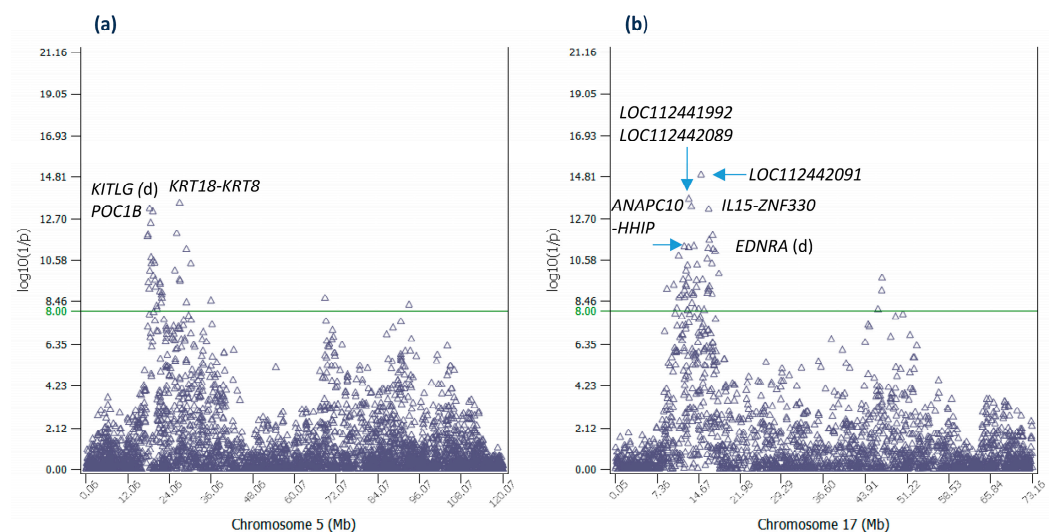 (a)
21.16
19.05
16.93
14.81
12.70
10.58
8.46
8.00
6.35
4.23
2.12
0.00
log10(1/p)
KITLG (d)
POC1B
KRT18-KRT8
0.06
12.06
24.06
36.06
48.06
60.07
72.07
84.07
96.07
108.07
120.07
Chromosome 5 (Mb)
(b)
21.16
19.05
16.93
14.81
12.70
10.58
8.46
8.00
6.35
4.23
2.12
0.00
log10(1/p)
LOC112441992
LOC112442089
LOC112442091
ANAPC10
-HHIP
IL15-ZNF330
EDNRA (d)
0.05
7.36
14.67
21.98
29.29
36.60
43.91
51.22
58.53
65.84
73.16
Chromosome 17 (Mb)